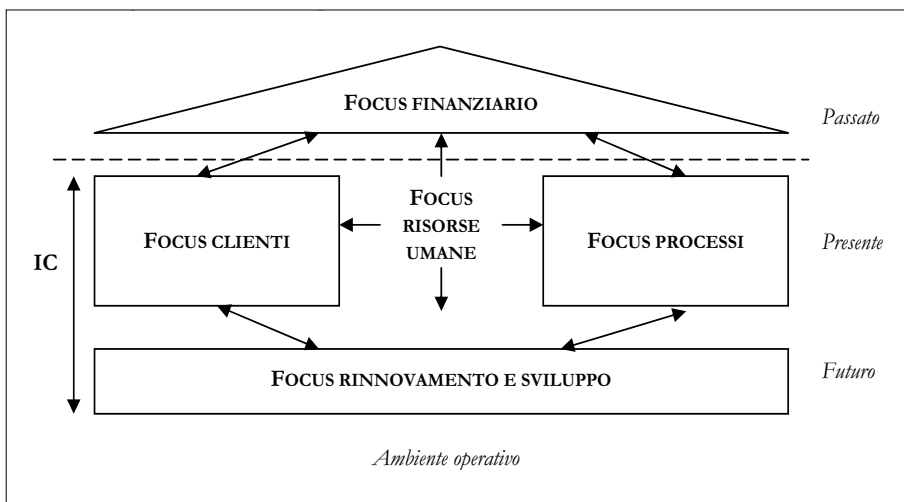 FOCUS FINANZIARIO
Passato
FOCUS
RISORSE
UMANE
FOCUS CLIENTI
FOCUS PROCESSI
Presente
IC
FOCUS RINNOVAMENTO E SVILUPPO
Futuro
Ambiente operativo